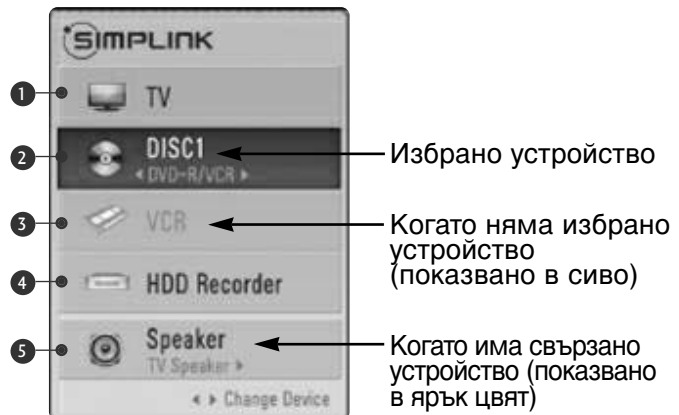 SIMPLINK
1 TV
2 DISC1
◄ DVD-R/VCR ►
Избрано устройство
3 VCR
Когато няма избрано
устройство
(показвано в сиво)
4 HDD Recorder
5 Speaker
TV Speaker ►
Когато има свързано
устройство (показвано
в ярък цвят)
◄ ► Change Device